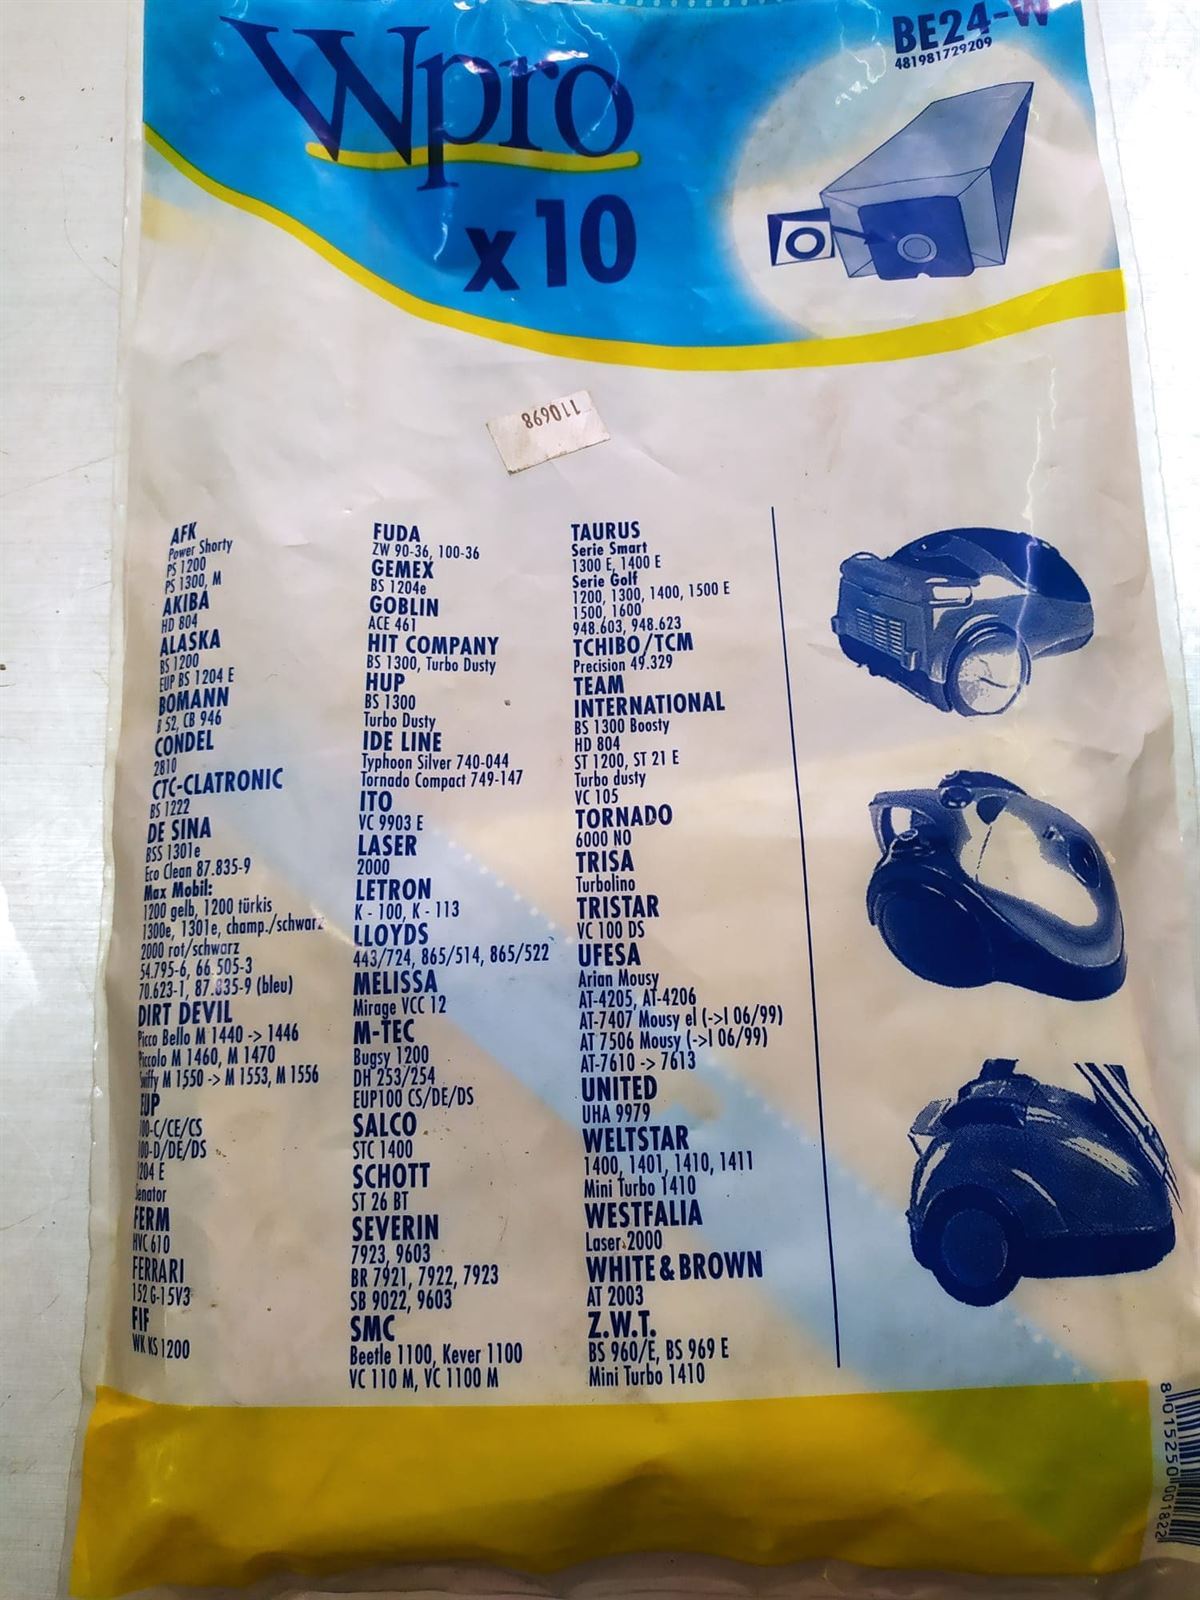 Wpro
x10
BE24-W
481981729209
110698
AFK
Power Shorty
PS 1200
PS 1300, M
AKIBA
HD 804
ALASKA
BS 1200
EUP BS 1204 E
BOMANN
B 52, CB 946
CONDEL
2810
CTC-CLATRONIC
BS 1222
DE SINA
BSS 1301e
Eco Clean 87.835-9
Max Mobil:
1200 gelb, 1200 türkis
1300e, 1301e, champ./schwarz
2000 rot/schwarz
54.795-6, 66.505-3
70.623-1, 87.835-9 (bleu)
DIRT DEVIL
Picco Bello M 1440 -> 1446
Piccolo M 1460, M 1470
Swiffy M 1550 -> M 1553, M 1556
EUP
100-C/CE/CS
100-D/DE/DS
1204 E
Senator
FERM
HVC 610
FERRARI
152 G-15V3
FIF
WK KS 1200
FUDA
ZW 90-36, 100-36
GEMEX
BS 1204e
GOBLIN
ACE 461
HIT COMPANY
BS 1300, Turbo Dusty
HUP
BS 1300
Turbo Dusty
IDE LINE
Typhoon Silver 740-044
Tornado Compact 749-147
ITO
VC 9903 E
LASER
2000
LETRON
K - 100, K - 113
LLOYDS
443/724, 865/514, 865/522
MELISSA
Mirage VCC 12
M-TEC
Bugsy 1200
DH 253/254
EUP100 CS/DE/DS
SALCO
STC 1400
SCHOTT
ST 26 BT
SEVERIN
7923, 9603
BR 7921, 7922, 7923
SB 9022, 9603
SMC
Beetle 1100, Kever 1100
VC 110 M, VC 1100 M
TAURUS
Serie Smart
1300 E, 1400 E
Serie Golf
1200, 1300, 1400, 1500 E
1500, 1600
948.603, 948.623
TCHIBO/TCM
Precision 49.329
TEAM
INTERNATIONAL
BS 1300 Boosty
HD 804
ST 1200, ST 21 E
Turbo dusty
VC 105
TORNADO
6000 NO
TRISA
Turbolino
TRISTAR
VC 100 DS
UFESA
Arian Mousy
AT-4205, AT-4206
AT-7407 Mousy el (->I 06/99)
AT 7506 Mousy (->I 06/99)
AT-7610 -> 7613
UNITED
UHA 9979
WELTSTAR
1400, 1401, 1410, 1411
Mini Turbo 1410
WESTFALIA
Laser 2000
WHITE & BROWN
AT 2003
Z.W.T.
BS 960/E, BS 969 E
Mini Turbo 1410
8 015250 001822